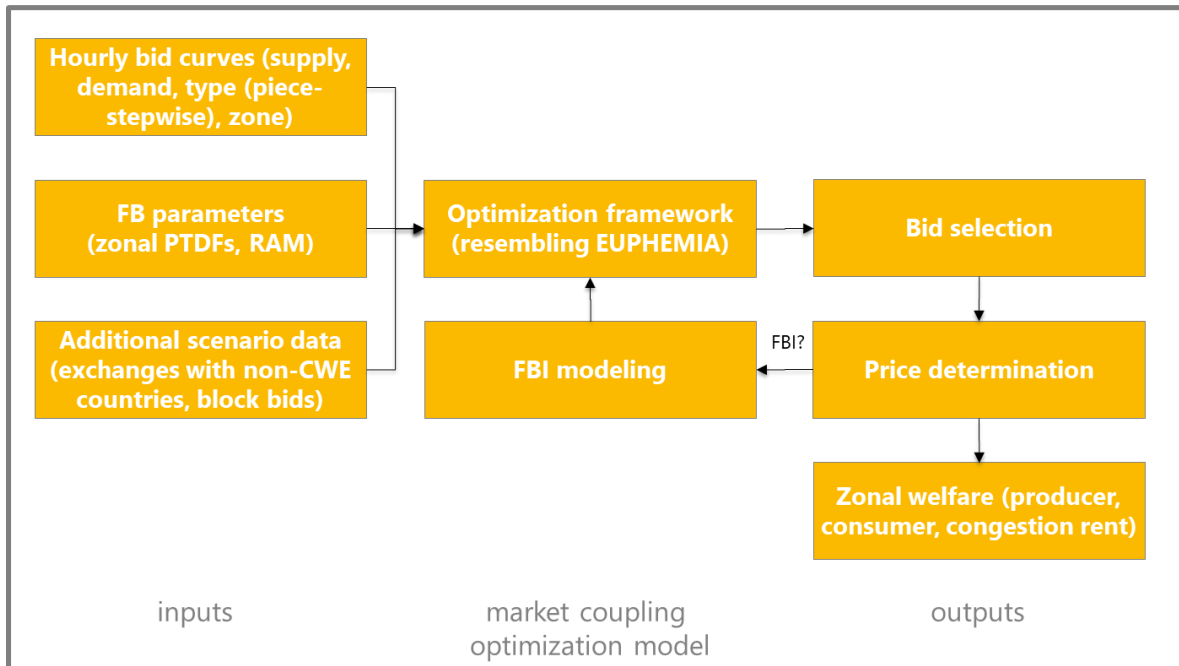 Hourly bid curves (supply,
demand, type (piece-
stepwise), zone)
FB parameters
(zonal PTDFs, RAM)
Additional scenario data
(exchanges with non-CWE
countries, block bids)
inputs
Optimization framework
(resembling EUPHEMIA)
FBI modeling
market coupling
optimization model
Bid selection
FBI?
Price determination
Zonal welfare (producer,
consumer, congestion rent)
outputs